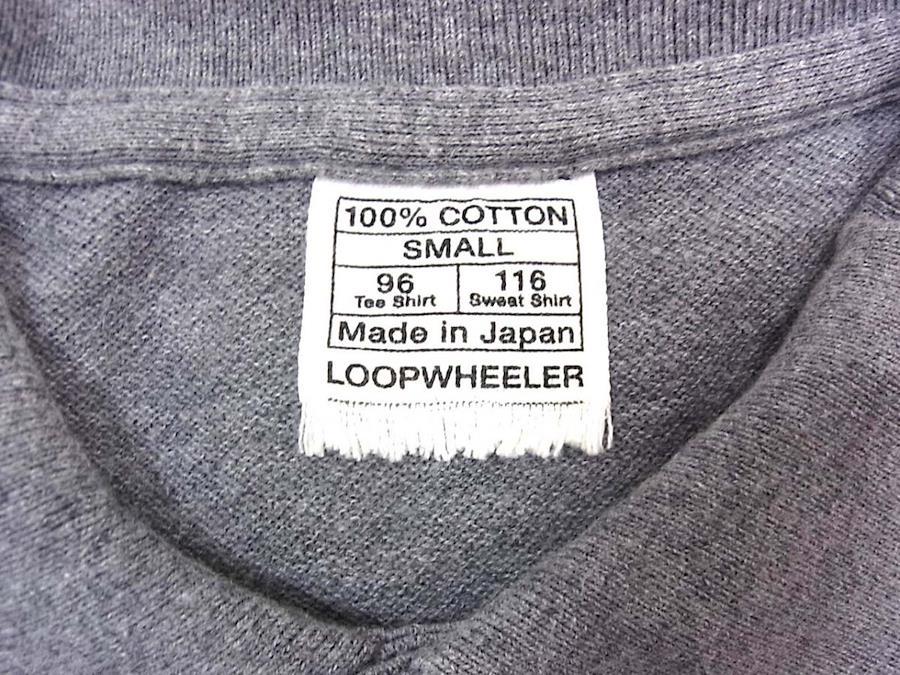 100% COTTON
SMALL
96 116
Tee Shirt Sweat Shirt
Made in Japan
LOOPWHEELER